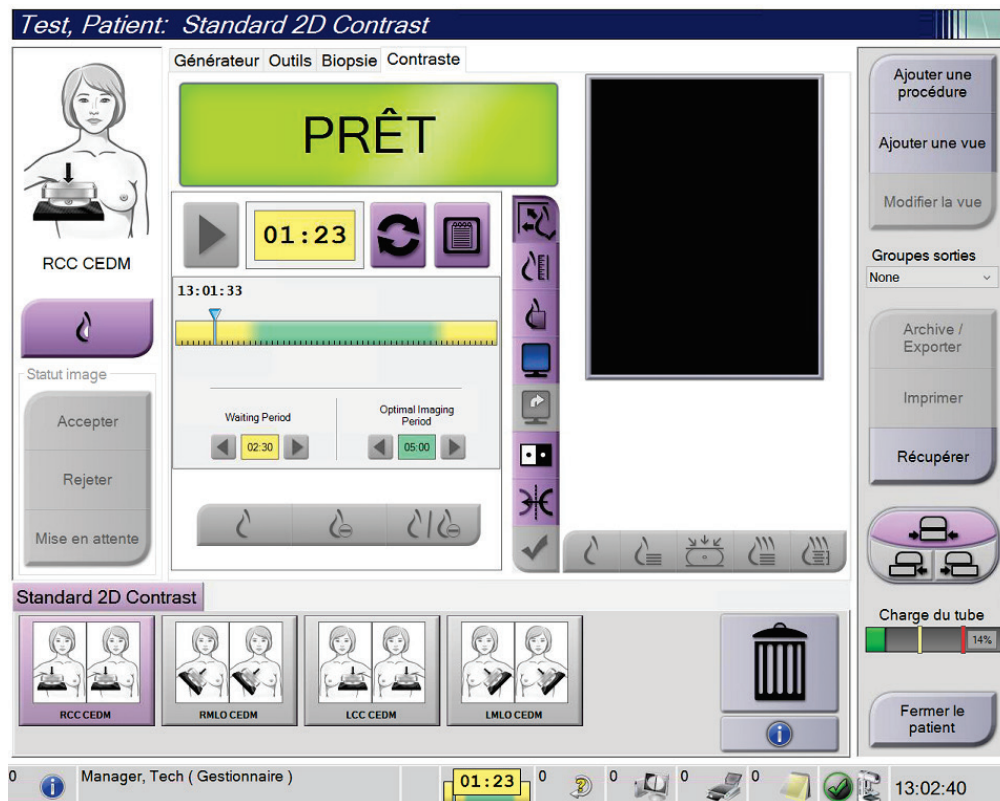 Test, Patient: Standard 2D Contrast
Générateur Outils Biopsie Contraste
PRÊT
RCC CEDM
01:23
13:01:33
Waiting Period
02:30
Optimal Imaging
Period
05:00
Statut image
Accepter
Rejeter
Mise en attente
Ajouter une
procédure
Ajouter une vue
Modifier la vue
Groupes sorties
None
Archive /
Exporter
Imprimer
Récupérer
Charge du tube
14%
Fermer le
patient
Standard 2D Contrast
RCC CEDM
RMLO CEDM
LCC CEDM
LMLO CEDM
0
Manager, Tech ( Gestionnaire )
01:23
0
0
0
0
13:02:40